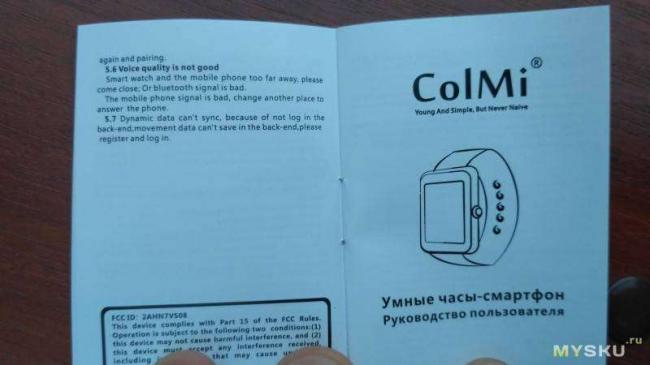 again and pairing.
5.6 Voice quality is not good
Smart watch and the mobile phone too far away, please
come close; Or bluetooth signal is bad.
The mobile phone signal is bad, change another place to
answer the phone.
5.7 Dynamic data can't sync, because of not log in the
back-end,movement data can't save in the back-end,please
register and log in.
FCC ID: 2AHN7VS08
This device complies with Part 15 of the FCC Rules.
Operation is subject to the following two conditions:(1)
this device may not cause harmful interference, and (2)
this device must accept any interference received,
including that may cause
ColMi®
Young And Simple, But Never Naive
Умные часы-смартфон
Руководство пользователя
MYSKU.ru